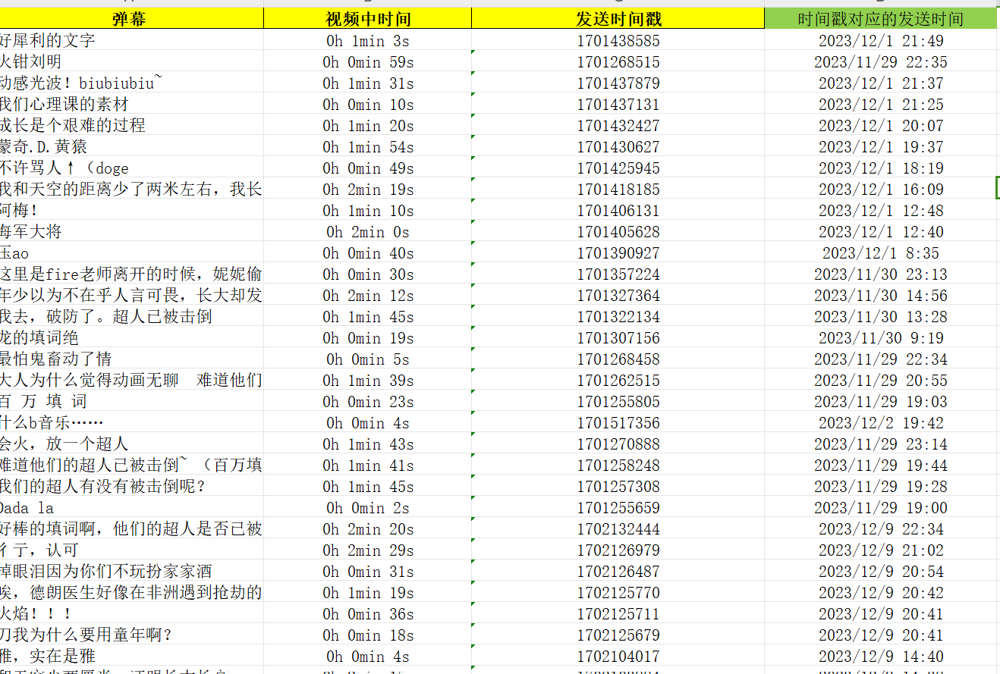 弹幕 视频中时间 发送时间戳 时间戳对应的发送时间
好犀利的文字 0h 1min 3s 1701438585 2023/12/1 21:49
火钳刘明 0h 0min 59s 1701268515 2023/11/29 22:35
动感光波！biubiubiu~ 0h 1min 31s 1701437879 2023/12/1 21:37
我们心理课的素材 0h 0min 10s 1701437131 2023/12/1 21:25
成长是个艰难的过程 0h 1min 20s 1701432427 2023/12/1 20:07
蒙奇.D.黄猿 0h 1min 54s 1701430627 2023/12/1 19:37
不许骂人↑（doge 0h 0min 49s 1701425945 2023/12/1 18:19
我和天空的距离少了两米左右，我长 0h 2min 19s 1701418185 2023/12/1 16:09
阿梅！ 0h 1min 10s 1701406131 2023/12/1 12:48
海军大将 0h 2min 0s 1701405628 2023/12/1 12:40
玉ao 0h 0min 40s 1701390927 2023/12/1 8:35
这里是fire老师离开的时候，妮妮偷 0h 0min 30s 1701357224 2023/11/30 23:13
年少以为不在乎人言可畏，长大却发 0h 2min 12s 1701327364 2023/11/30 14:56
我去，破防了。超人已被击倒 0h 1min 45s 1701322134 2023/11/30 13:28
龙的填词绝 0h 0min 19s 1701307156 2023/11/30 9:19
最怕鬼畜动了情 0h 0min 5s 1701268458 2023/11/29 22:34
大人为什么觉得动画无聊　难道他们 0h 1min 39s 1701262515 2023/11/29 20:55
百 万 填 词 0h 0min 23s 1701255805 2023/11/29 19:03
什么b音乐…… 0h 0min 4s 1701517356 2023/12/2 19:42
会火，放一个超人 0h 1min 43s 1701270888 2023/11/29 23:14
难道他们的超人已被击倒~（百万填 0h 1min 41s 1701258248 2023/11/29 19:44
我们的超人有没有被击倒呢？ 0h 1min 45s 1701257308 2023/11/29 19:28
Dada la 0h 0min 2s 1701255659 2023/11/29 19:00
好棒的填词啊，他们的超人是否已被 0h 2min 20s 1702132444 2023/12/9 22:34
彳亍，认可 0h 2min 29s 1702126979 2023/12/9 21:02
掉眼泪因为你们不玩扮家家酒 0h 0min 31s 1702126487 2023/12/9 20:54
唉，德朗医生好像在非洲遇到抢劫的 0h 1min 19s 1702125770 2023/12/9 20:42
火焰！！！ 0h 0min 36s 1702125711 2023/12/9 20:41
刀我为什么要用童年啊？ 0h 0min 18s 1702125679 2023/12/9 20:41
雅，实在是雅 0h 0min 4s 1702104017 2023/12/9 14:40